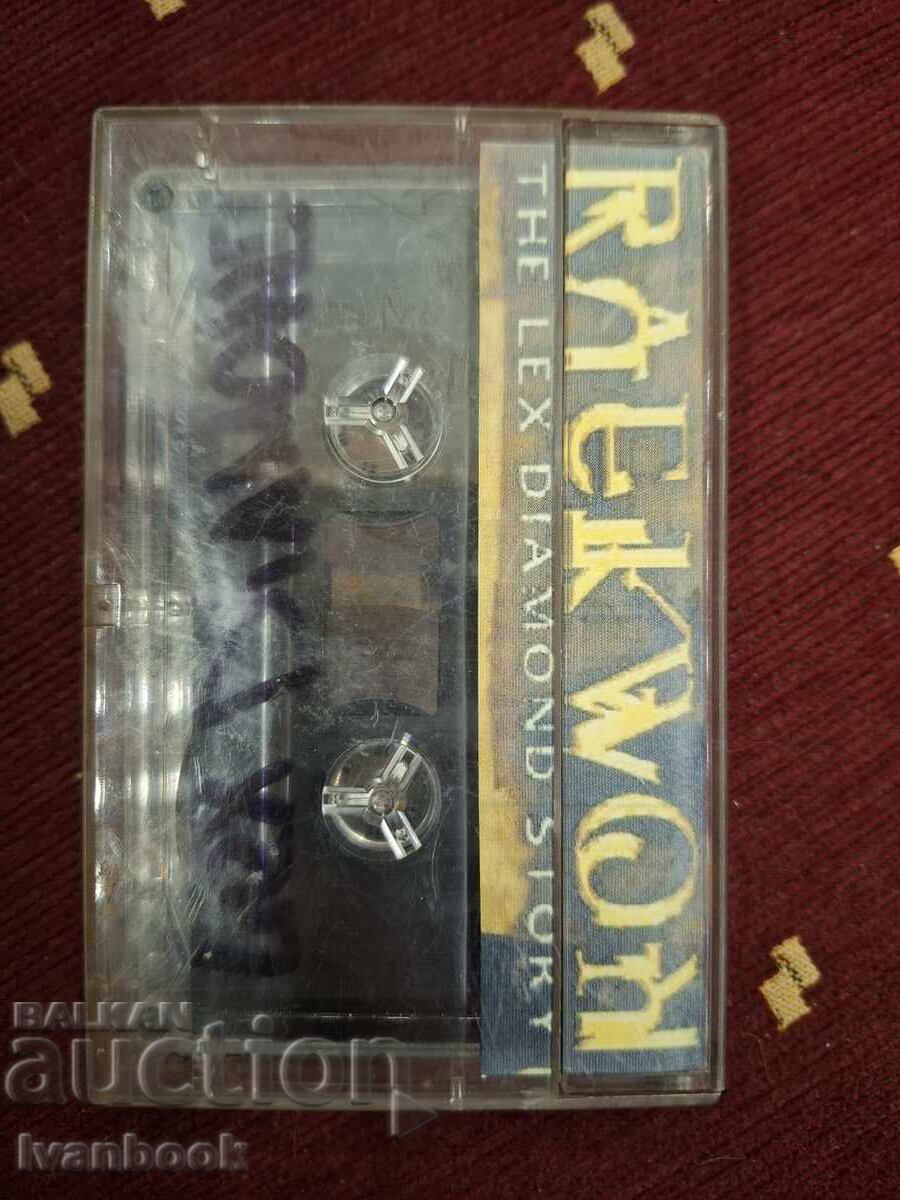 RAEKWON
THE LEX DIAMOND STORY
BALKAN
auction
Ivanbook